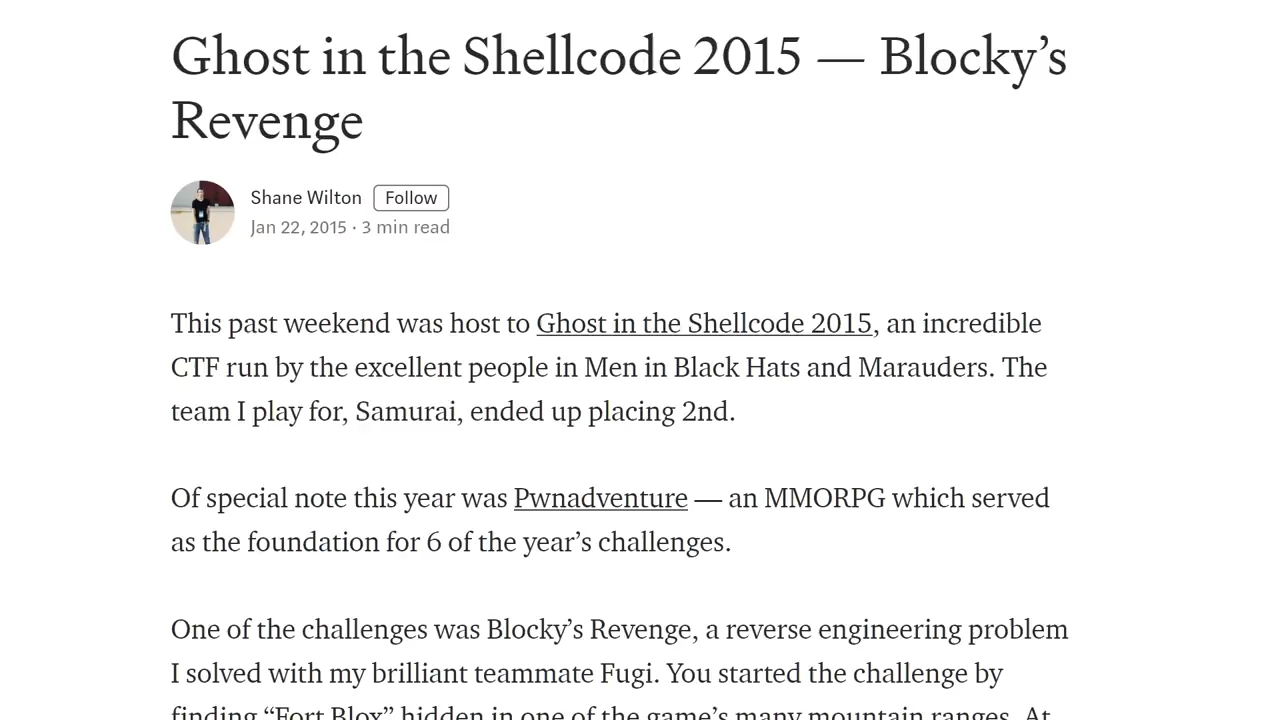 Ghost in the Shellcode 2015 — Blocky’s
Revenge
Shane Wilton Follow
Jan 22, 2015 · 3 min read
This past weekend was host to Ghost in the Shellcode 2015, an incredible
CTF run by the excellent people in Men in Black Hats and Marauders. The
team I play for, Samurai, ended up placing 2nd.
Of special note this year was Pwnadventure — an MMORPG which served
as the foundation for 6 of the year’s challenges.
One of the challenges was Blocky’s Revenge, a reverse engineering problem
I solved with my brilliant teammate Fugi. You started the challenge by
finding “Fort Blox” hidden in one of the game’s many mountain ranges. At